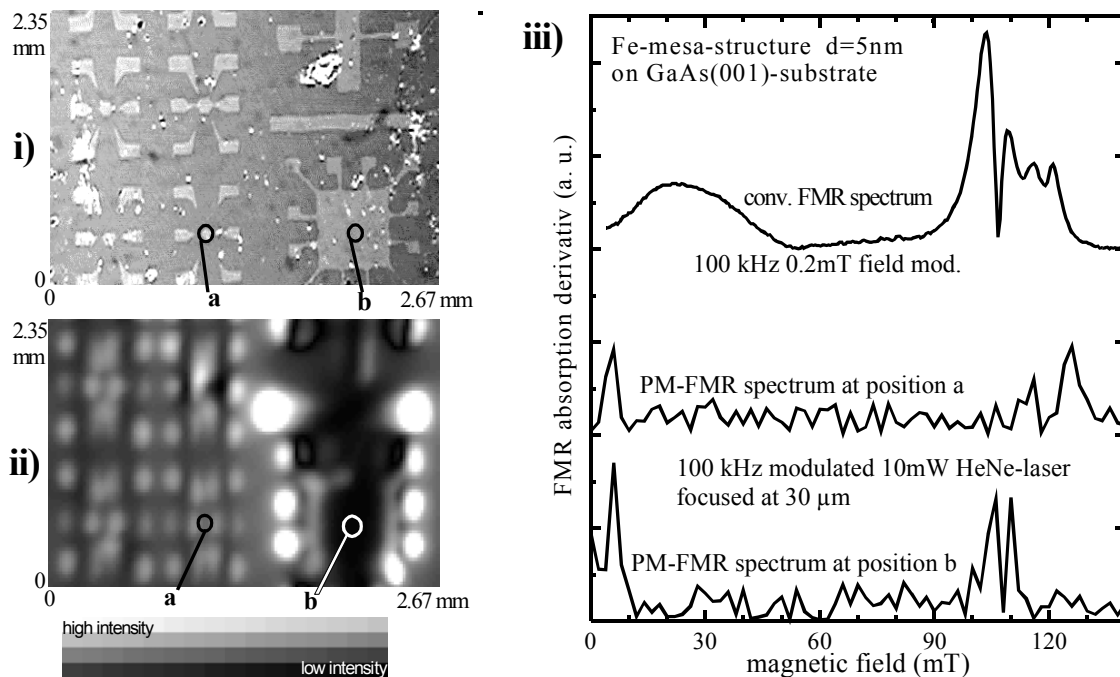 i)
2.35
mm
0
0
a
b
2.67 mm
ii)
2.35
mm
0
0
a
b
2.67 mm
high intensity
low intensity
iii)
FMR absorption derivativ (a. u.)
Fe-mesa-structure d=5nm
on GaAs(001)-substrate
conv. FMR spectrum
100 kHz 0.2mT field mod.
PM-FMR spectrum at position a
100 kHz modulated 10mW HeNe-laser
focused at 30 µm
PM-FMR spectrum at position b
0 30 60 90 120
magnetic field (mT)